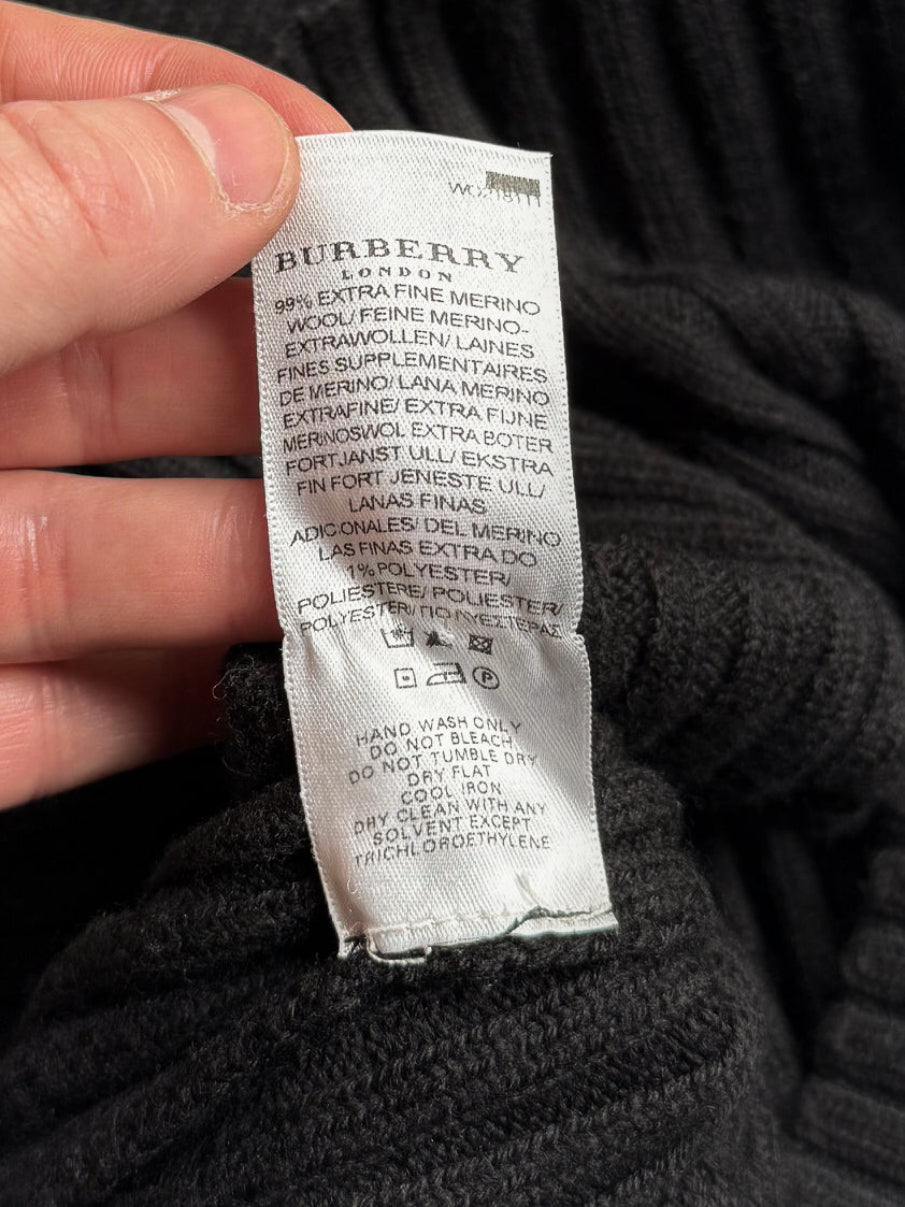 BURBERRY
LONDON
99% EXTRA FINE MERINO
WOOL/ FEINE MERINO-
EXTRAWOLLEN/ LAINES
FINES SUPPLEMENTAIRES
DE MERINO/ LANA MERINO
EXTRAFINE/ EXTRA FIJNE
MERINOSWOL EXTRA BOTER
FORTJANST ULL/ EKSTRA
FIN FORT JENESTE ULL/
LANAS FINAS
ADICIONALES/ DEL MERINO
LAS FINAS EXTRA DO
1% POLYESTER/
POLIESTERE/ POLIESTER/
POLYESTER/ ΠΟΛΥΕΣΤΕΡΑΣ
P
HAND WASH ONLY
DO NOT BLEACH
DO NOT TUMBLE DRY
DRY FLAT
COOL IRON
DRY CLEAN WITH ANY
SOLVENT EXCEPT
TRICHLOROETHYLENE